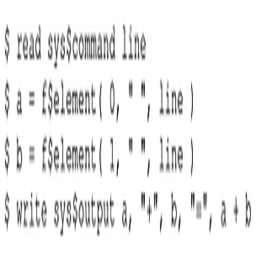 $ read sys$command line
$ a = f$element( 0, " ", line )
$ b = f$element( 1, " ", line )
$ write sys$output a, "+", b, "=", a + b